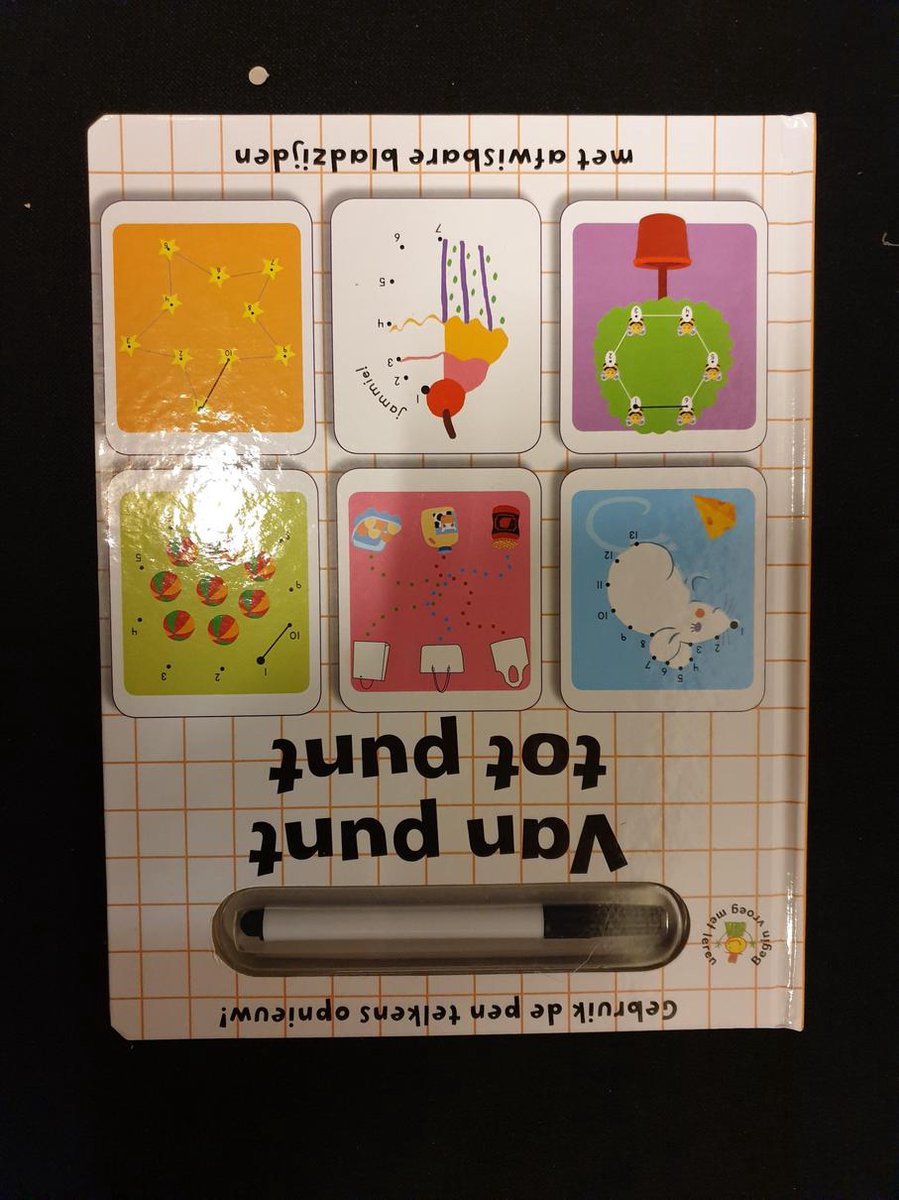 Gebruik de pen telkens opnieuw!
Begin vroeg met leren
Van punt
tot punt
jammie!
met afwisbare bladzijden